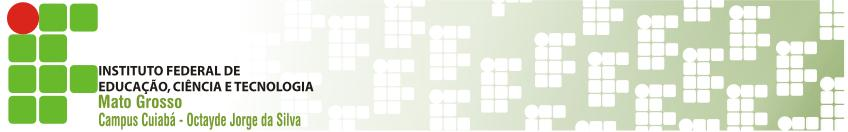 INSTITUTO FEDERAL DE
EDUCAÇÃO, CIÊNCIA E TECNOLOGIA
Mato Grosso
Campus Cuiabá - Octayde Jorge da Silva